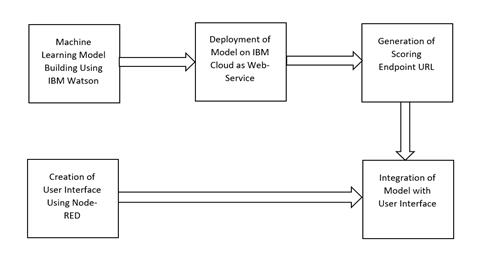 Machine
Learning Model
Building Using
IBM Watson
Deployment of
Model on IBM
Cloud as Web-
Service
Generation of
Scoring
Endpoint URL
Creation of
User Interface
Using Node-
RED
Integration of
Model with
User Interface